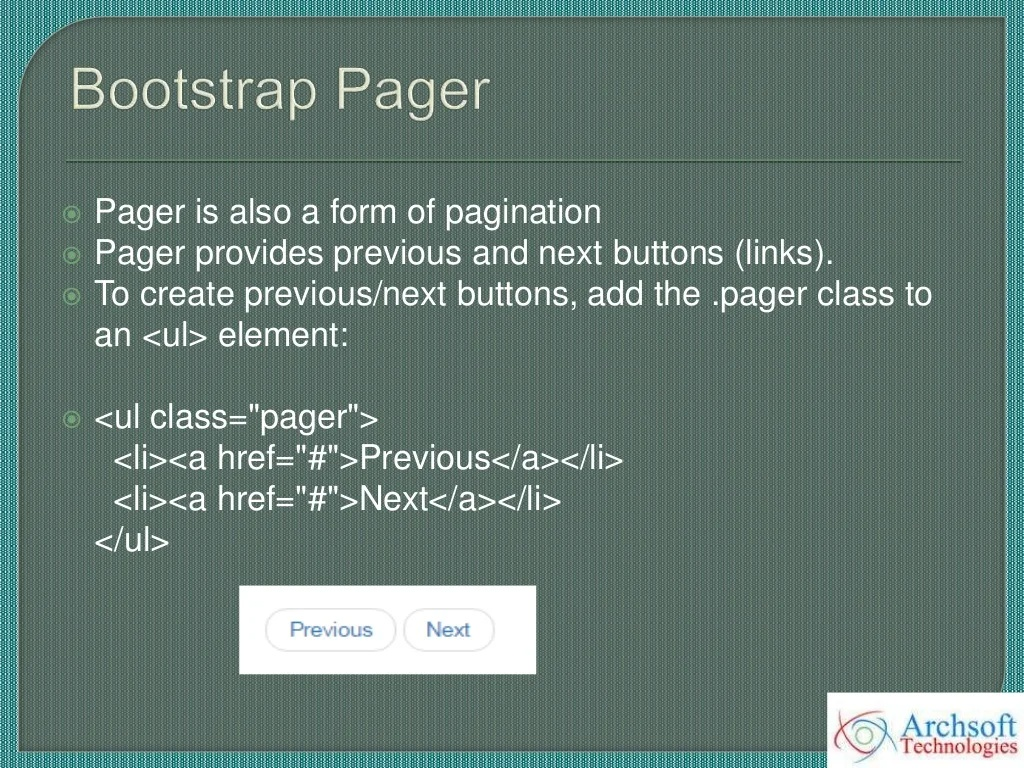 Bootstrap Pager
Pager is also a form of pagination
Pager provides previous and next buttons (links).
To create previous/next buttons, add the .pager class to
an <ul> element:
<ul class="pager">
<li><a href="#">Previous</a></li>
<li><a href="#">Next</a></li>
</ul>
Previous Next
Archsoft
Technologies